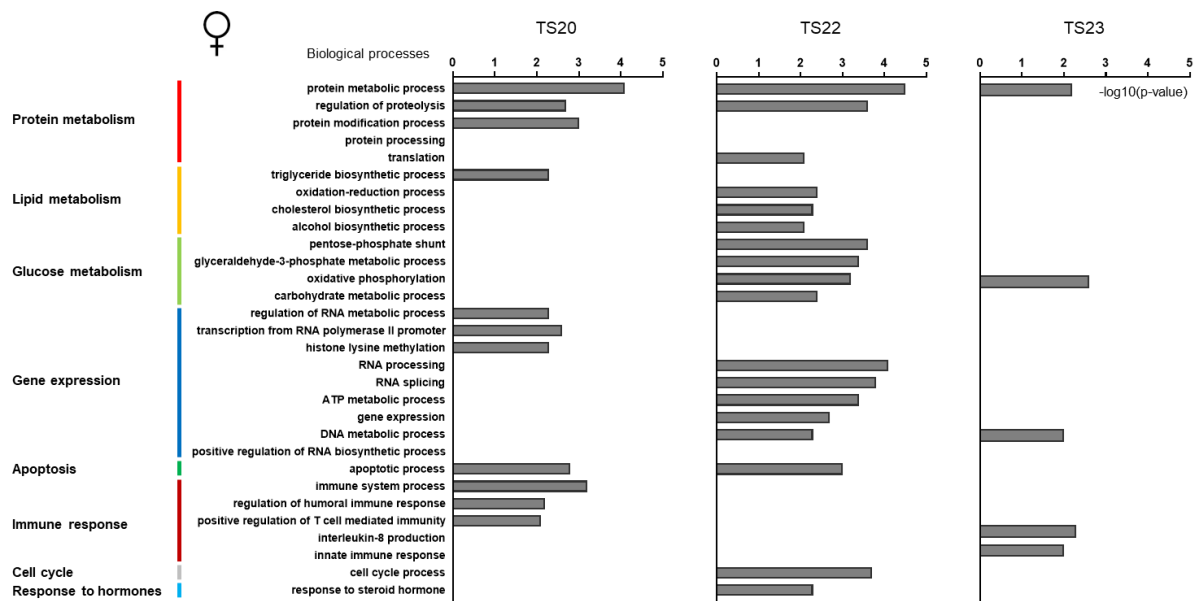 TS20 TS22 TS23
Biological processes
0 1 2 3 4 5 0 1 2 3 4 5 0 1 2 3 4 5
protein metabolic process
-log10(p-value)
regulation of proteolysis
Protein metabolism
protein modification process
protein processing
translation
triglyceride biosynthetic process
oxidation-reduction process
Lipid metabolism
cholesterol biosynthetic process
alcohol biosynthetic process
pentose-phosphate shunt
glyceraldehyde-3-phosphate metabolic process
Glucose metabolism
oxidative phosphorylation
carbohydrate metabolic process
regulation of RNA metabolic process
transcription from RNA polymerase II promoter
histone lysine methylation
RNA processing
Gene expression
RNA splicing
ATP metabolic process
gene expression
DNA metabolic process
positive regulation of RNA biosynthetic process
Apoptosis apoptotic process
immune system process
regulation of humoral immune response
Immune response positive regulation of T cell mediated immunity
interleukin-8 production
innate immune response
Cell cycle cell cycle process
Response to hormones response to steroid hormone